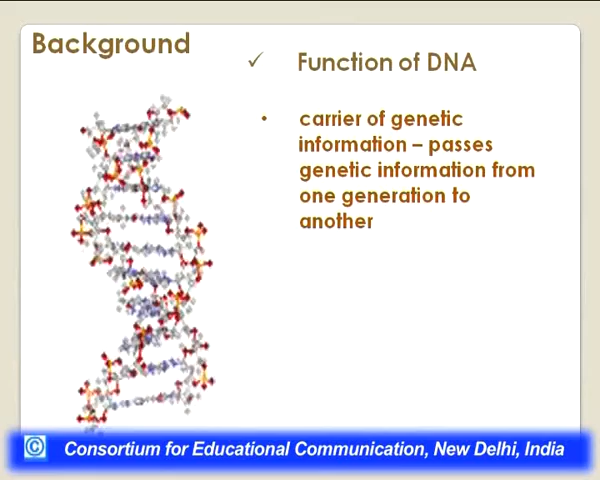 Background
✓ Function of DNA
• carrier of genetic
information – passes
genetic information from
one generation to
another
© Consortium for Educational Communication, New Delhi, India